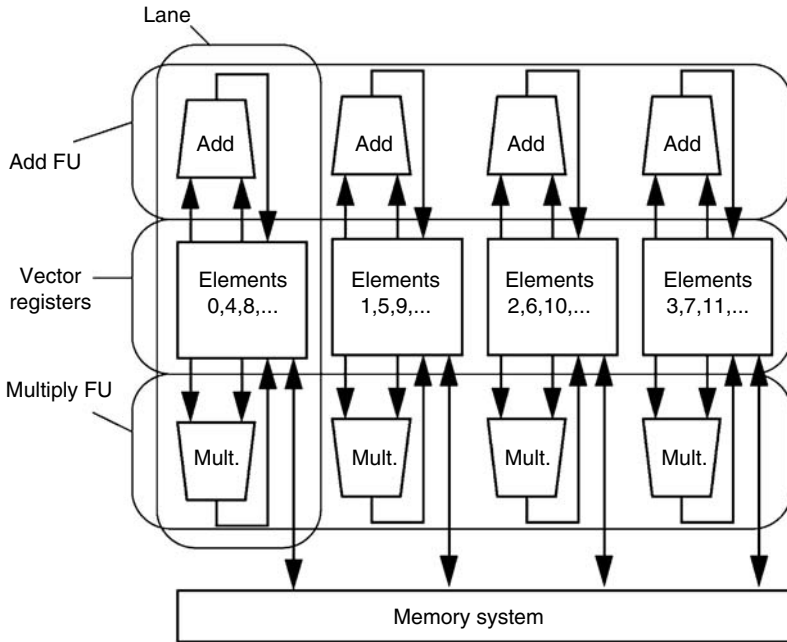 Lane
Add FU
Add
Add
Add
Add
Vector
registers
Elements
0,4,8,...
Elements
1,5,9,...
Elements
2,6,10,...
Elements
3,7,11,...
Multiply FU
Mult.
Mult.
Mult.
Mult.
Memory system